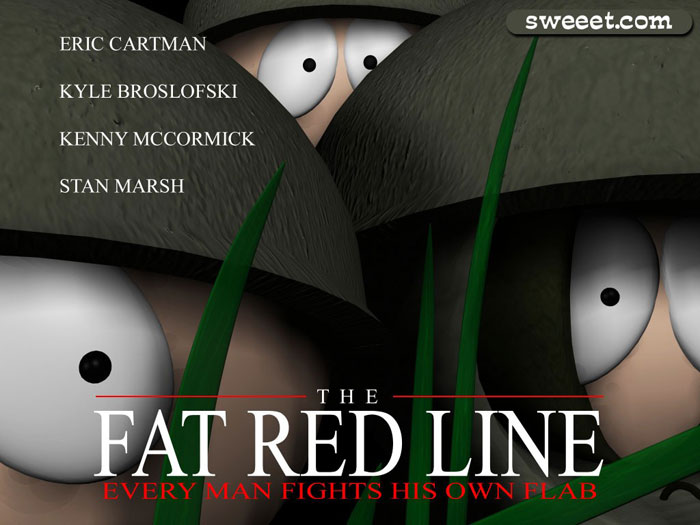 sweeet.com
ERIC CARTMAN
KYLE BROSLOFSKI
KENNY MCCORMICK
STAN MARSH
THE
FAT RED LINE
EVERY MAN FIGHTS HIS OWN FLAB